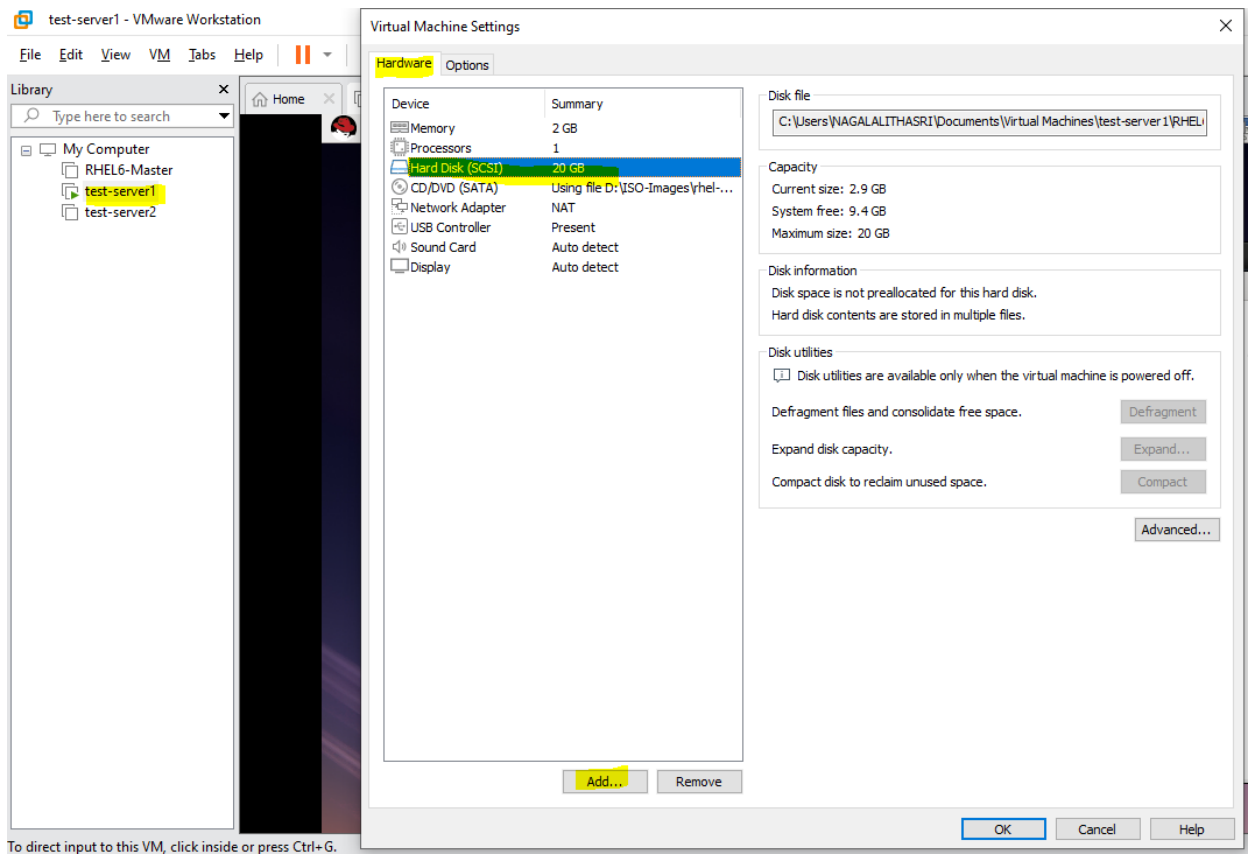 test-server1 - VMware Workstation
File Edit View VM Tabs Help
Library
Type here to search
My Computer
RHEL6-Master
test-server1
test-server2
Home
To direct input to this VM, click inside or press Ctrl+G.
Virtual Machine Settings
Hardware Options
Device Summary
Memory 2 GB
Processors 1
Hard Disk (SCSI) 20 GB
CD/DVD (SATA) Using file D:\ISO-Images\rhel-...
Network Adapter NAT
USB Controller Present
Sound Card Auto detect
Display Auto detect
Add... Remove
Disk file
C:\Users\NAGALALITHASRI\Documents\Virtual Machines\test-server1\RHEL
Capacity
Current size: 2.9 GB
System free: 9.4 GB
Maximum size: 20 GB
Disk information
Disk space is not preallocated for this hard disk.
Hard disk contents are stored in multiple files.
Disk utilities
Disk utilities are available only when the virtual machine is powered off.
Defragment files and consolidate free space. Defragment
Expand disk capacity. Expand...
Compact disk to reclaim unused space. Compact
Advanced...
OK Cancel Help